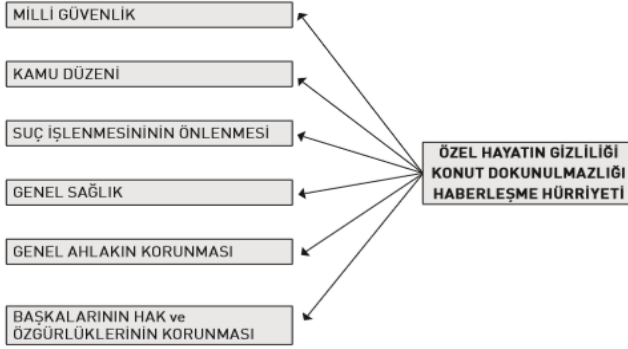 MİLLİ GÜVENLİK
KAMU DÜZENİ
SUÇ İŞLENMESİNİNİN ÖNLENMESİ
GENEL SAĞLIK
GENEL AHLAKIN KORUNMASI
BAŞKALARININ HAK ve
ÖZGÜRLÜKLERİNİN KORUNMASI
ÖZEL HAYATIN GİZLİLİĞİ
KONUT DOKUNULMAZLIĞI
HABERLEŞME HÜRRİYETİ